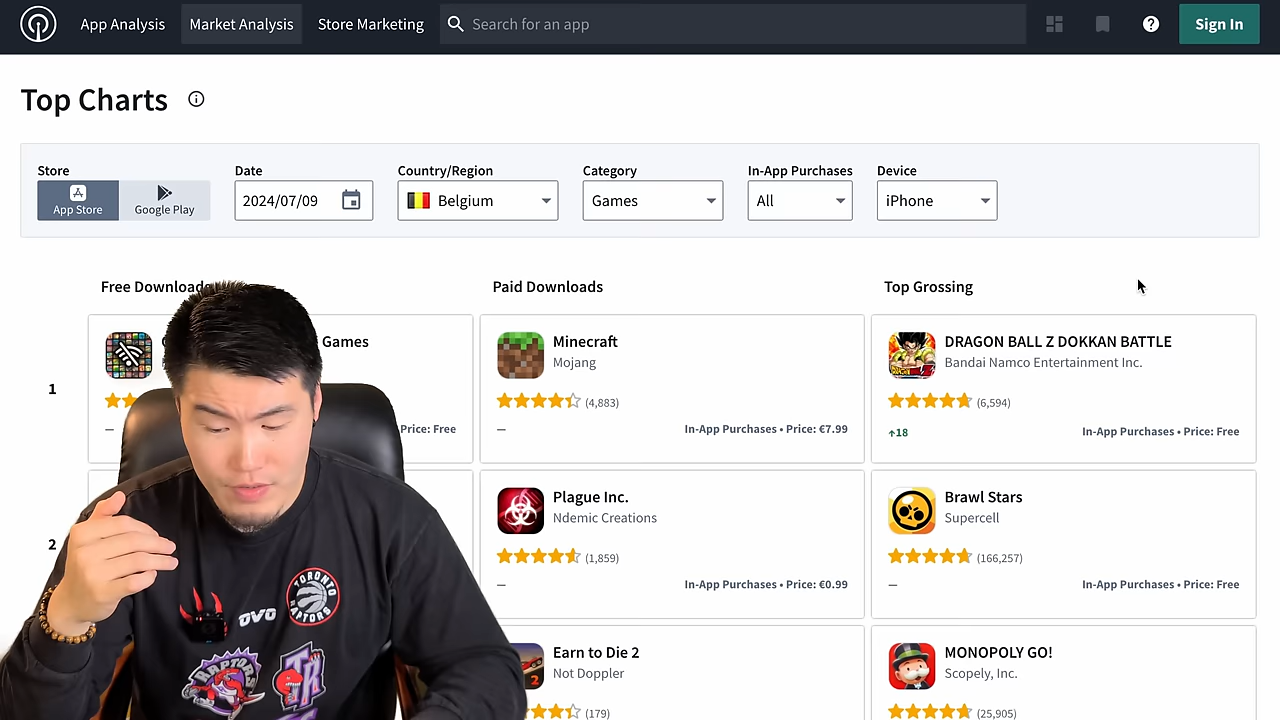 App Analysis
Market Analysis
Store Marketing
Search for an app
Sign In
Top Charts
Store
App Store
Google Play
Date
2024/07/09
Country/Region
Belgium
Category
Games
In-App Purchases
All
Device
iPhone
Free Downloads
Paid Downloads
Top Grossing
1
Games
Price: Free
Minecraft
Mojang
(4,883)
In-App Purchases • Price: €7.99
DRAGON BALL Z DOKKAN BATTLE
Bandai Namco Entertainment Inc.
(6,594)
↑18
In-App Purchases • Price: Free
2
Plague Inc.
Ndemic Creations
(1,859)
In-App Purchases • Price: €0.99
Brawl Stars
Supercell
(166,257)
In-App Purchases • Price: Free
Earn to Die 2
Not Doppler
(179)
MONOPOLY GO!
Scopely, Inc.
(25,905)
TORONTO
RAPTORS
OVO
RAPTORS
TR